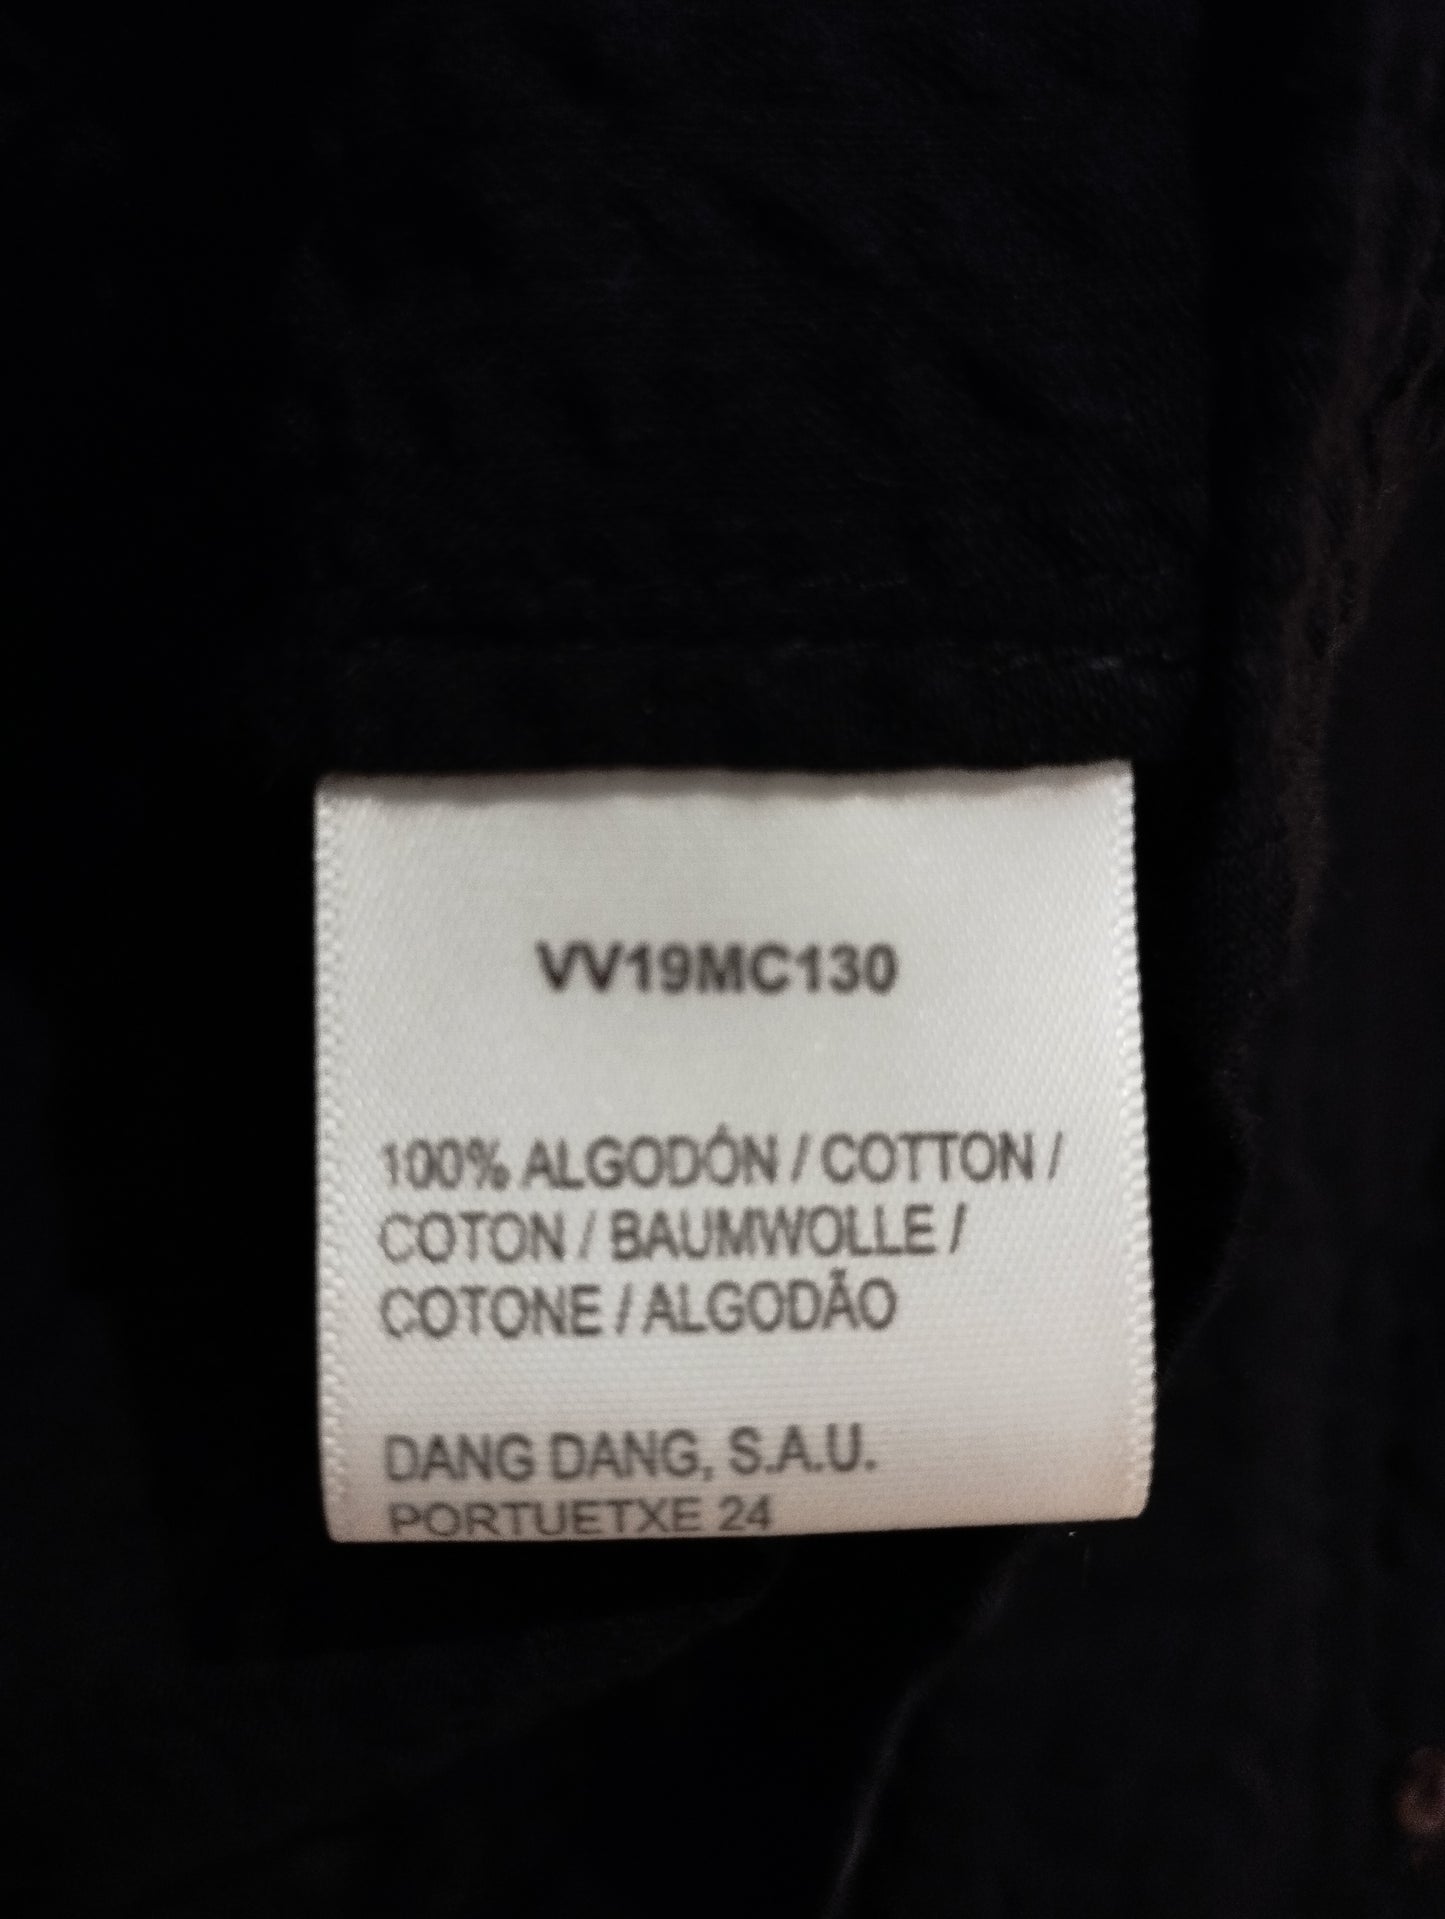 VV19MC130
100% ALGODÓN / COTTON /
COTON / BAUMWOLLE /
COTONE / ALGODÃO
DANG DANG, S.A.U.
PORTUETXE 24